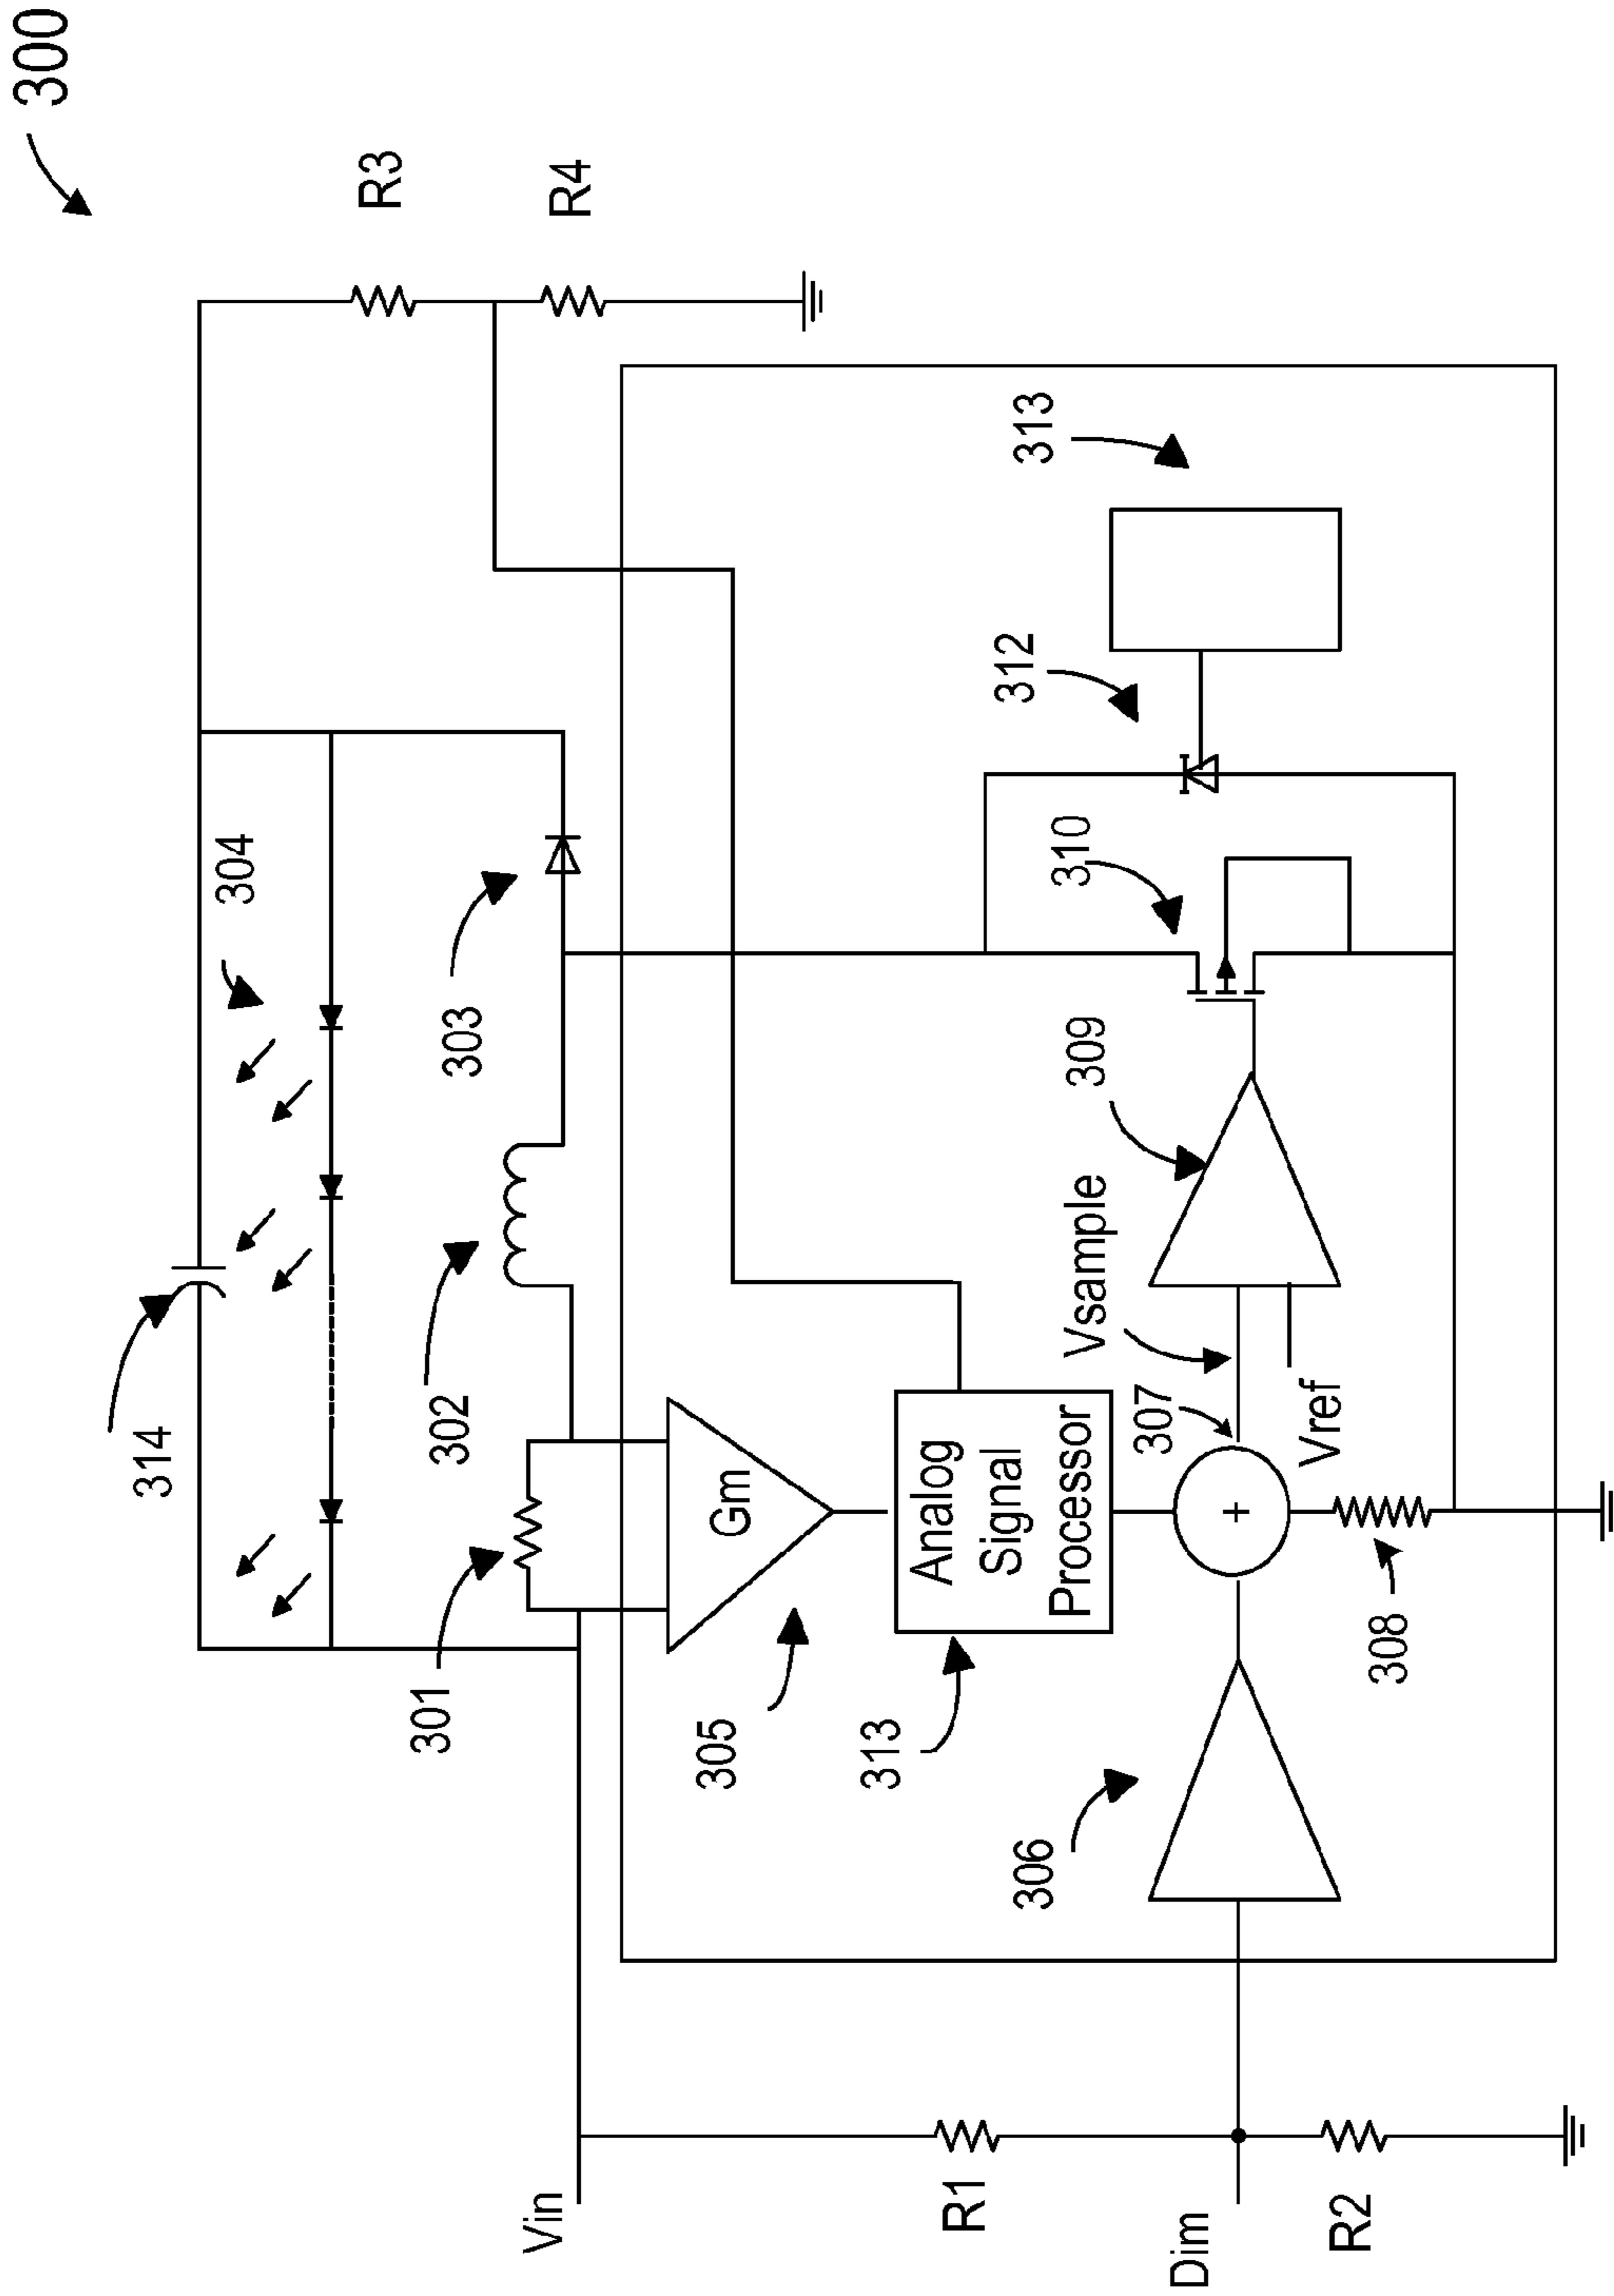 300
314
304
R3
302
303
R4
301
Gm
305
Analog
Signal
Processor
313
312
313
310
309
Vsample
307
Vref
306
308
Vin
R1
Dim
R2
+